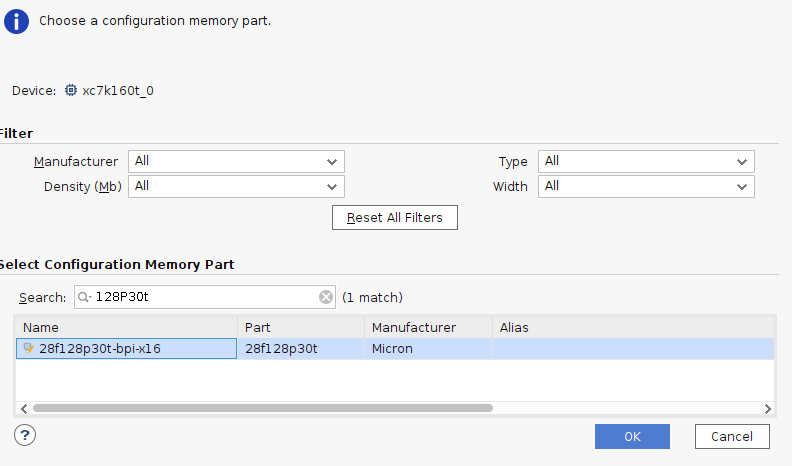 Choose a configuration memory part.
Device: xc7k160t_0
Filter
Manufacturer All Type All
Density (Mb) All Width All
Reset All Filters
Select Configuration Memory Part
Search: 128P30t (1 match)
Name Part Manufacturer Alias
28f128p30t-bpi-x16 28f128p30t Micron
? OK Cancel